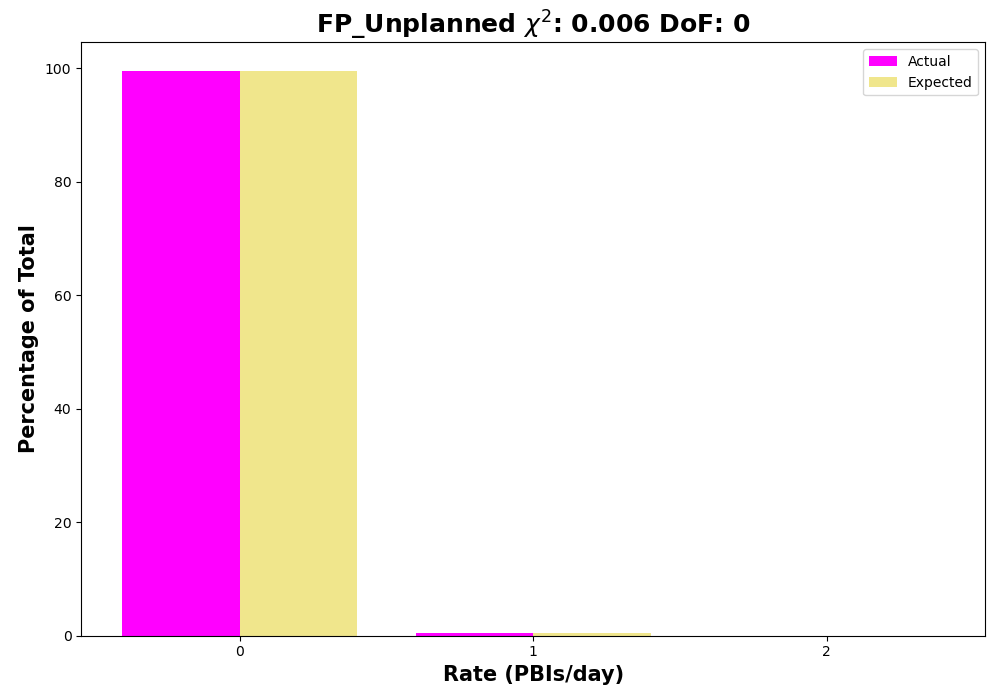 FP_Unplanned χ²: 0.006 DoF: 0
Actual
Expected
Percentage of Total
100
80
60
40
20
0
0 1 2
Rate (PBIs/day)